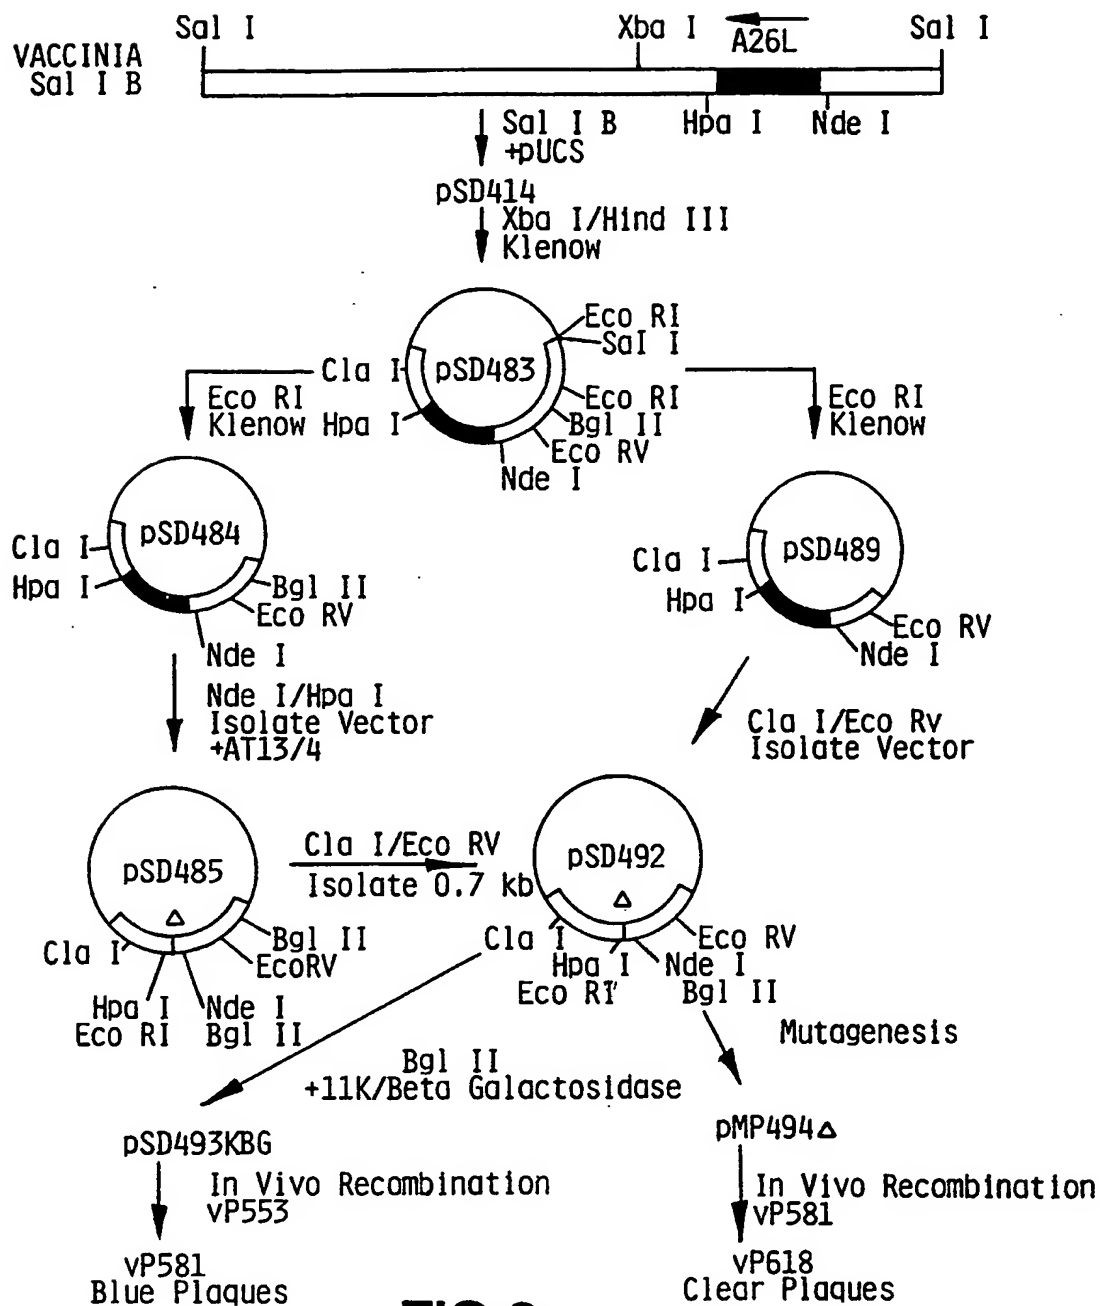 Sal I
Xba I
A26L
Sal I
VACCINIA
Sal I B
Hpa I
Nde I
Sal I B
+pUCS
pSD414
Xba I/Hind III
Klenow
pSD483
Eco RI
Sal I
Cla I
Eco RI
Hpa I
Bgl II
Eco RV
Nde I
Eco RI
Klenow
Eco RI
Klenow
pSD484
Cla I
Hpa I
Bgl II
Eco RV
Nde I
pSD489
Cla I
Hpa I
Eco RV
Nde I
Nde I/Hpa I
Isolate Vector
+AT13/4
Cla I/Eco Rv
Isolate Vector
pSD485
Δ
Cla I
Bgl II
EcoRV
Hpa I
Nde I
Eco RI
Bgl II
Cla I/Eco RV
Isolate 0.7 kb
pSD492
Δ
Cla I
Eco RV
Hpa I
Nde I
Eco RI
Bgl II
Mutagenesis
Bgl II
+11K/Beta Galactosidase
pSD493KBG
pMP494Δ
In Vivo Recombination
vP553
In Vivo Recombination
vP581
vP581
Blue Plaques
vP618
Clear Plaques